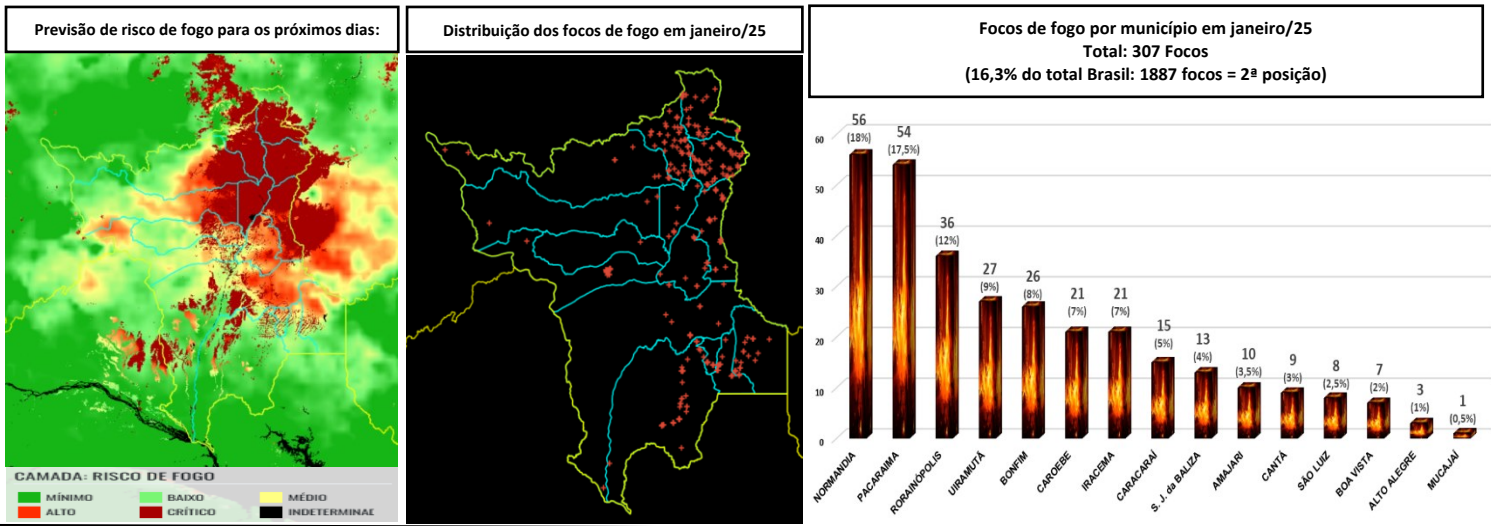 Previsão de risco de fogo para os próximos dias:
CAMADA: RISCO DE FOGO
MÍNIMO
BAIXO
MÉDIO
ALTO
CRÍTICO
INDETERMINAD
Distribuição dos focos de fogo em janeiro/25
Focos de fogo por município em janeiro/25
Total: 307 Focos
(16,3% do total Brasil: 1887 focos = 2ª posição)
60
50
40
30
20
10
0
56
(18%)
54
(17,5%)
36
(12%)
27
(9%)
26
(8%)
21
(7%)
21
(7%)
15
(5%)
13
(4%)
10
(3,5%)
9
(3%)
8
(2,5%)
7
(2%)
3
(1%)
1
(0,5%)
NORMANDIA
PACARAIMA
RORAINÓPOLIS
UIRAMUTÃ
BONFIM
CAROEBE
IRACEMA
CARACARAÍ
S. J. da BALIZA
AMAJARI
CANTÁ
SÃO LUIZ
BOA VISTA
ALTO ALEGRE
MUCAJAÍ